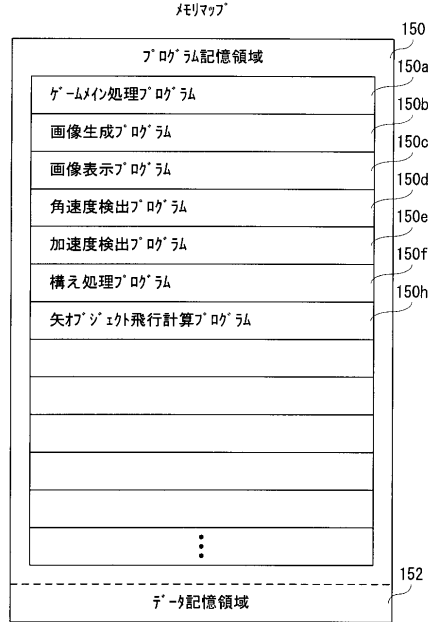 ﾒﾓﾘﾏｯﾌﾟ
150
ﾌﾟﾛｸﾞﾗﾑ記憶領域
150a
ｹﾞｰﾑﾒｲﾝ処理ﾌﾟﾛｸﾞﾗﾑ
150b
画像生成ﾌﾟﾛｸﾞﾗﾑ
150c
画像表示ﾌﾟﾛｸﾞﾗﾑ
150d
角速度検出ﾌﾟﾛｸﾞﾗﾑ
150e
加速度検出ﾌﾟﾛｸﾞﾗﾑ
150f
構え処理ﾌﾟﾛｸﾞﾗﾑ
150h
矢ｵﾌﾞｼﾞｪｸﾄ飛行計算ﾌﾟﾛｸﾞﾗﾑ
152
ﾃﾞｰﾀ記憶領域